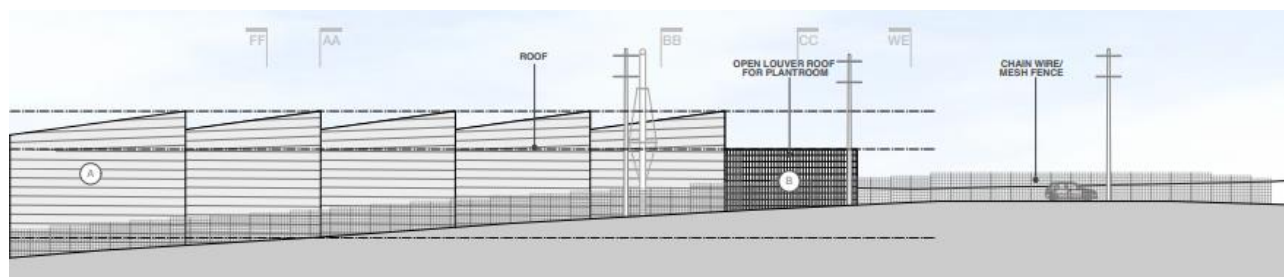 FF
AA
BB
CC
WE
ROOF
OPEN LOUVER ROOF
FOR PLANTROOM
CHAIN WIRE/
MESH FENCE
A
B